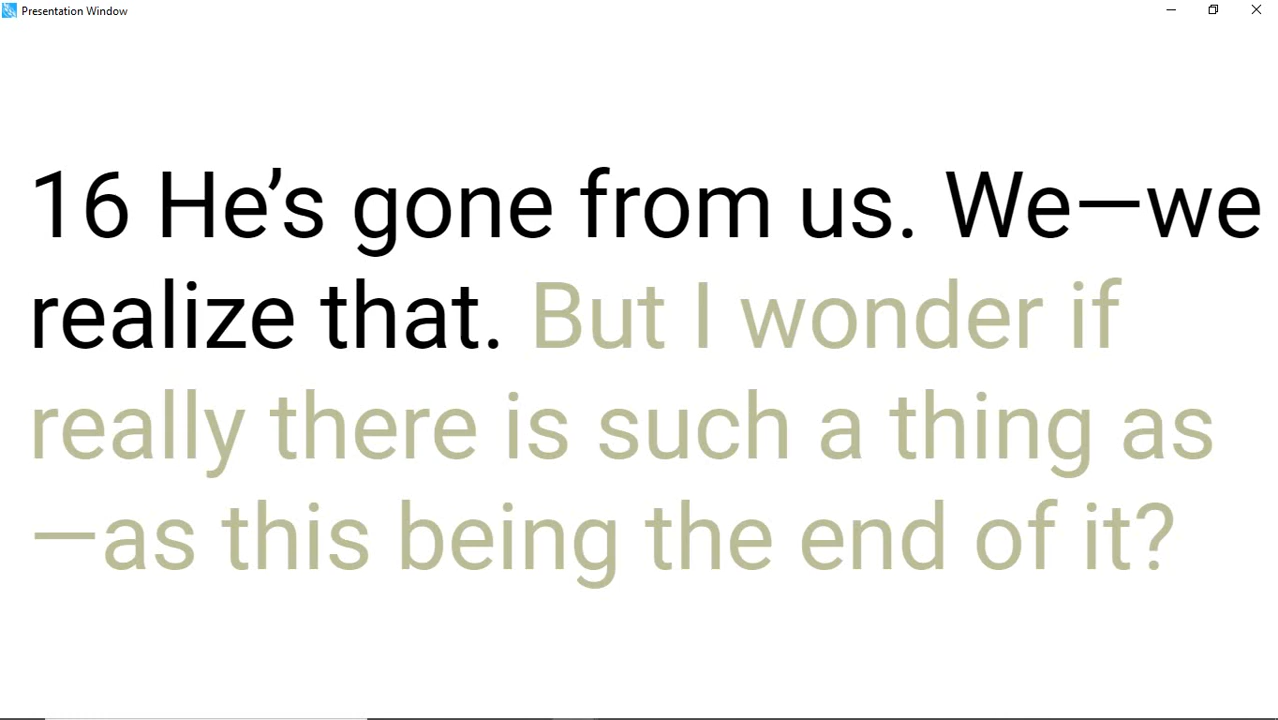 Presentation Window
16 He’s gone from us. We—we
realize that. But I wonder if
really there is such a thing as
—as this being the end of it?